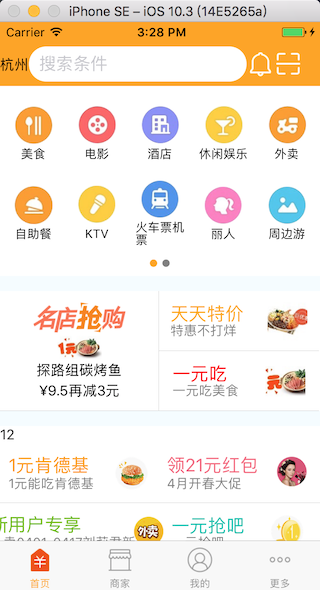 iPhone SE – iOS 10.3 (14E5265a)
Carrier 3:28 PM
杭州 搜索条件
美食 电影 酒店 休闲娱乐 外卖
自助餐 KTV 火车票机票 丽人 周边游
名店抢购
1元
探路组碳烤鱼
¥9.5再减3元
天天特价
特惠不打烊
一元吃
一元吃美食
12
1元肯德基
1元能吃肯德基
领21元红包
4月开春大促
新用户专享
外卖
一元抢吧
首页 商家 我的 更多